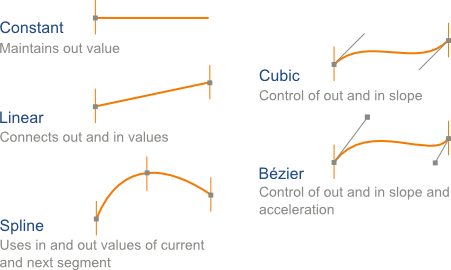 Constant
Maintains out value
Linear
Connects out and in values
Spline
Uses in and out values of current
and next segment
Cubic
Control of out and in slope
Bézier
Control of out and in slope and
acceleration